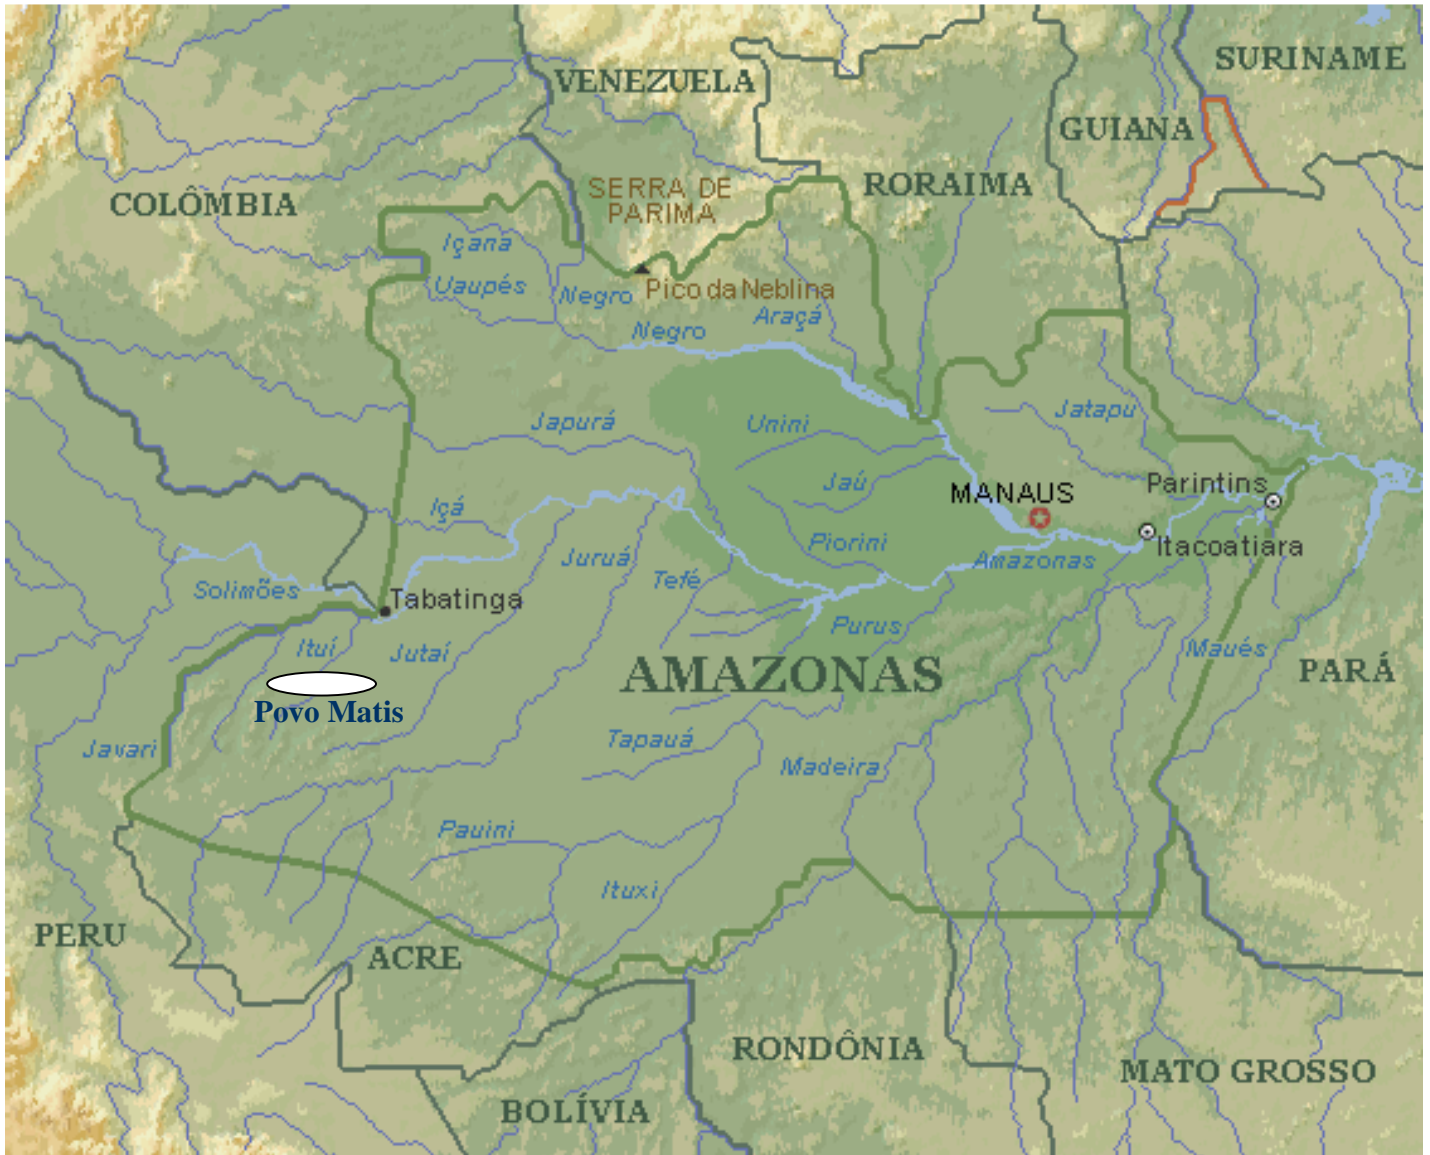 SURINAME
VENEZUELA
GUIANA
COLÔMBIA
SERRA DE
PARIMA
RORAIMA
Içana
Uaupés
Negro
Pico da Neblina
Negro
Araçá
Japurá
Unini
Jatapu
Jaú
MANAUS
Parintins
Içá
Juruá
Piorini
Amazonas
Itacoatiara
Solimões
Tabatinga
Tefé
Purus
Ituí
Jutaí
AMAZONAS
Maués
PARÁ
Povo Matis
Javari
Tapauá
Madeira
Pauini
Ituxi
PERU
ACRE
RONDÔNIA
MATO GROSSO
BOLÍVIA